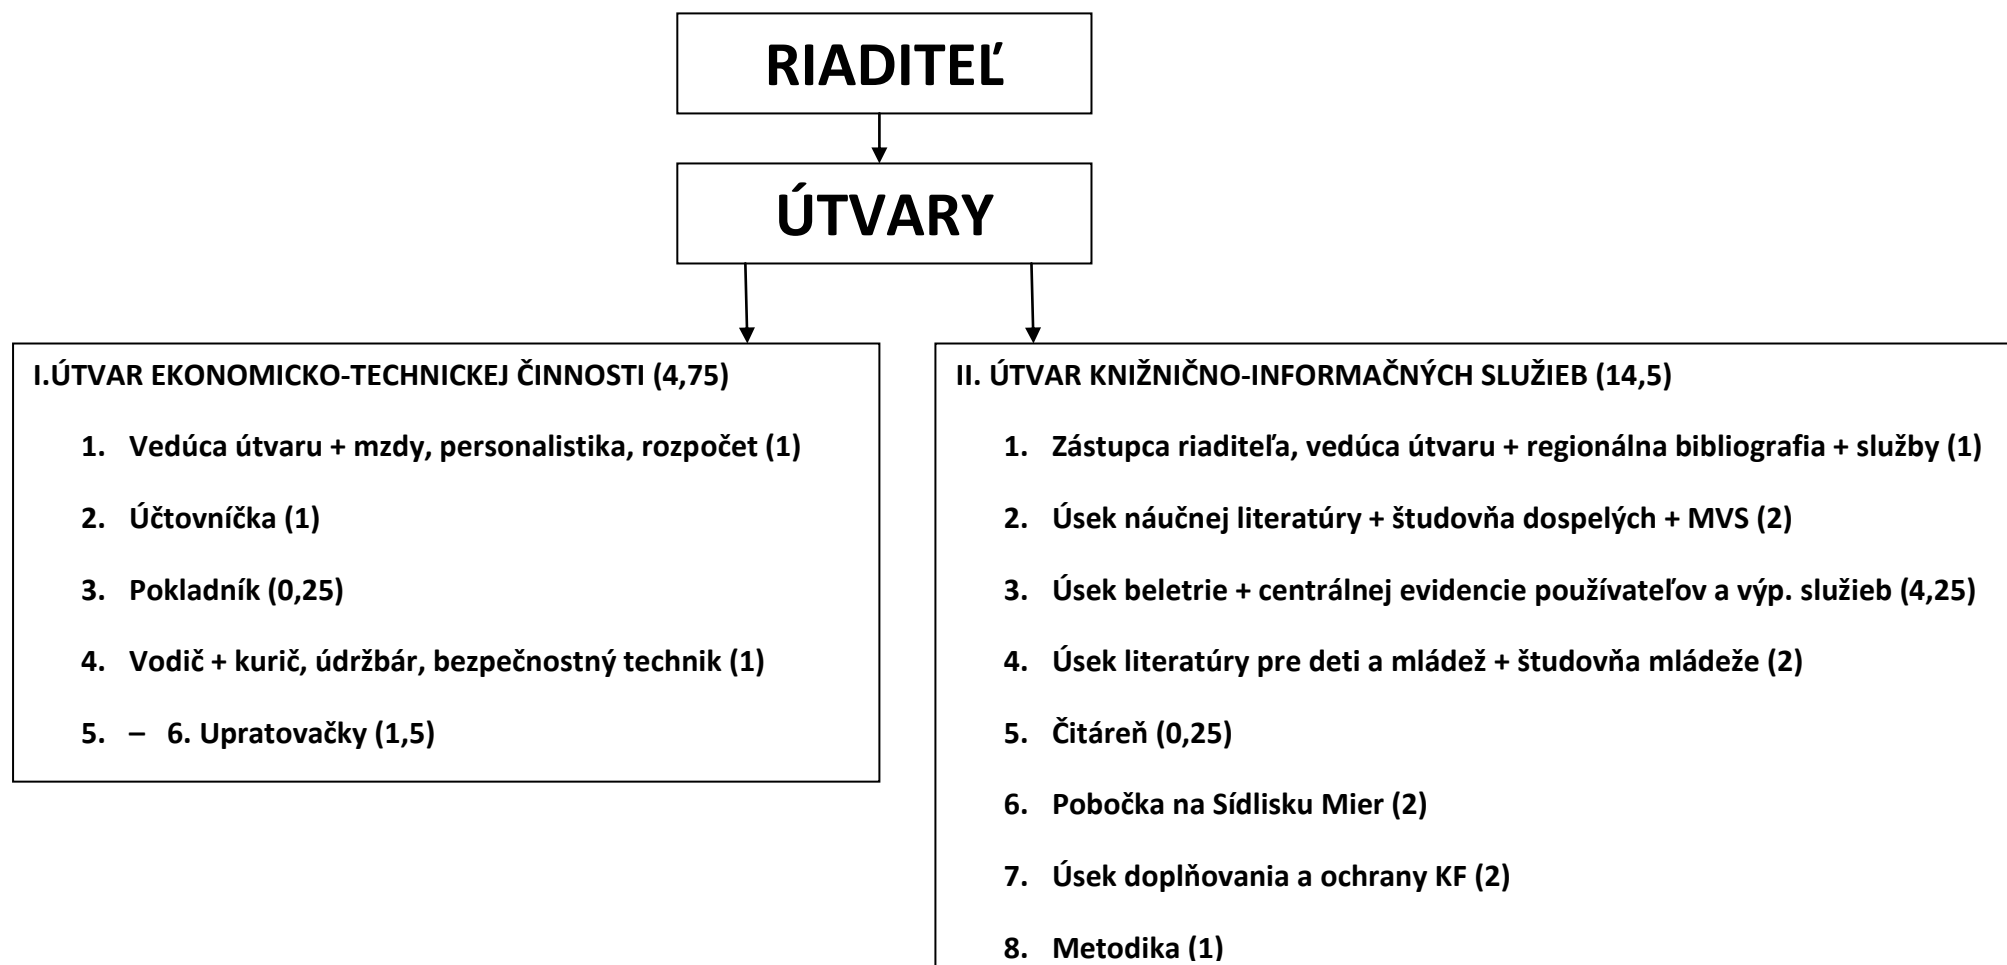 RIADITEĽ
ÚTVARY
I.ÚTVAR EKONOMICKO-TECHNICKEJ ČINNOSTI (4,75)
1. Vedúca útvaru + mzdy, personalistika, rozpočet (1)
2. Účtovníčka (1)
3. Pokladník (0,25)
4. Vodič + kurič, údržbár, bezpečnostný technik (1)
5. – 6. Upratovačky (1,5)
II. ÚTVAR KNIŽNIČNO-INFORMAČNÝCH SLUŽIEB (14,5)
1. Zástupca riaditeľa, vedúca útvaru + regionálna bibliografia + služby (1)
2. Úsek náučnej literatúry + študovňa dospelých + MVS (2)
3. Úsek beletrie + centrálnej evidencie používateľov a výp. služieb (4,25)
4. Úsek literatúry pre deti a mládež + študovňa mládeže (2)
5. Čitáreň (0,25)
6. Pobočka na Sídlisku Mier (2)
7. Úsek doplňovania a ochrany KF (2)
8. Metodika (1)